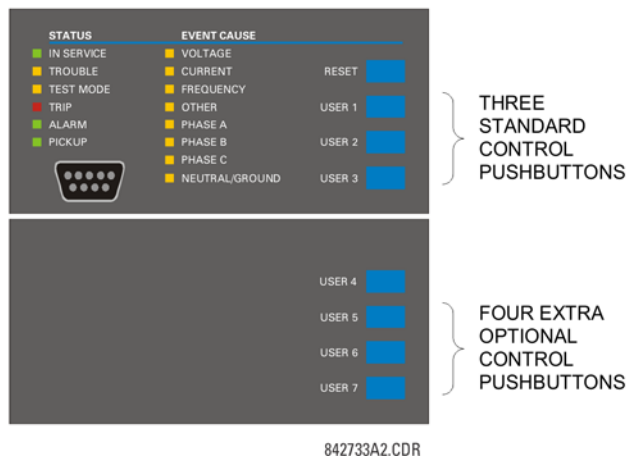 STATUS
IN SERVICE
TROUBLE
TEST MODE
TRIP
ALARM
PICKUP
EVENT CAUSE
VOLTAGE
CURRENT
FREQUENCY
OTHER
PHASE A
PHASE B
PHASE C
NEUTRAL/GROUND
RESET
USER 1
USER 2
USER 3
THREE
STANDARD
CONTROL
PUSHBUTTONS
USER 4
USER 5
USER 6
USER 7
FOUR EXTRA
OPTIONAL
CONTROL
PUSHBUTTONS
842733A2.CDR